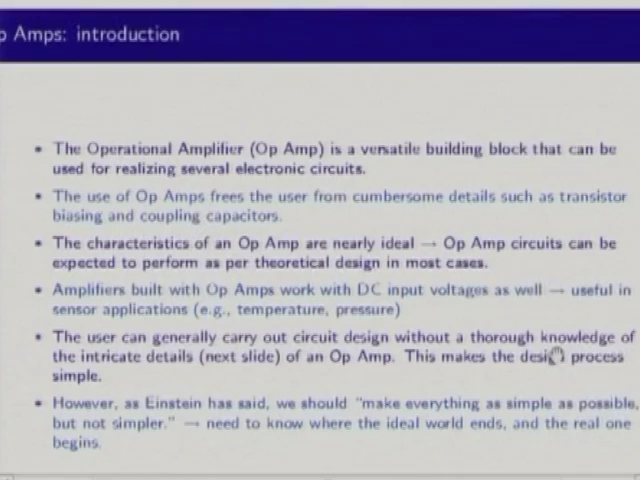 p Amps: introduction
• The Operational Amplifier (Op Amp) is a versatile building block that can be
used for realizing several electronic circuits.
• The use of Op Amps frees the user from cumbersome details such as transistor
biasing and coupling capacitors.
• The characteristics of an Op Amp are nearly ideal → Op Amp circuits can be
expected to perform as per theoretical design in most cases.
• Amplifiers built with Op Amps work with DC input voltages as well → useful in
sensor applications (e.g., temperature, pressure)
• The user can generally carry out circuit design without a thorough knowledge of
the intricate details (next slide) of an Op Amp. This makes the design process
simple.
• However, as Einstein has said, we should "make everything as simple as possible,
but not simpler." → need to know where the ideal world ends, and the real one
begins.